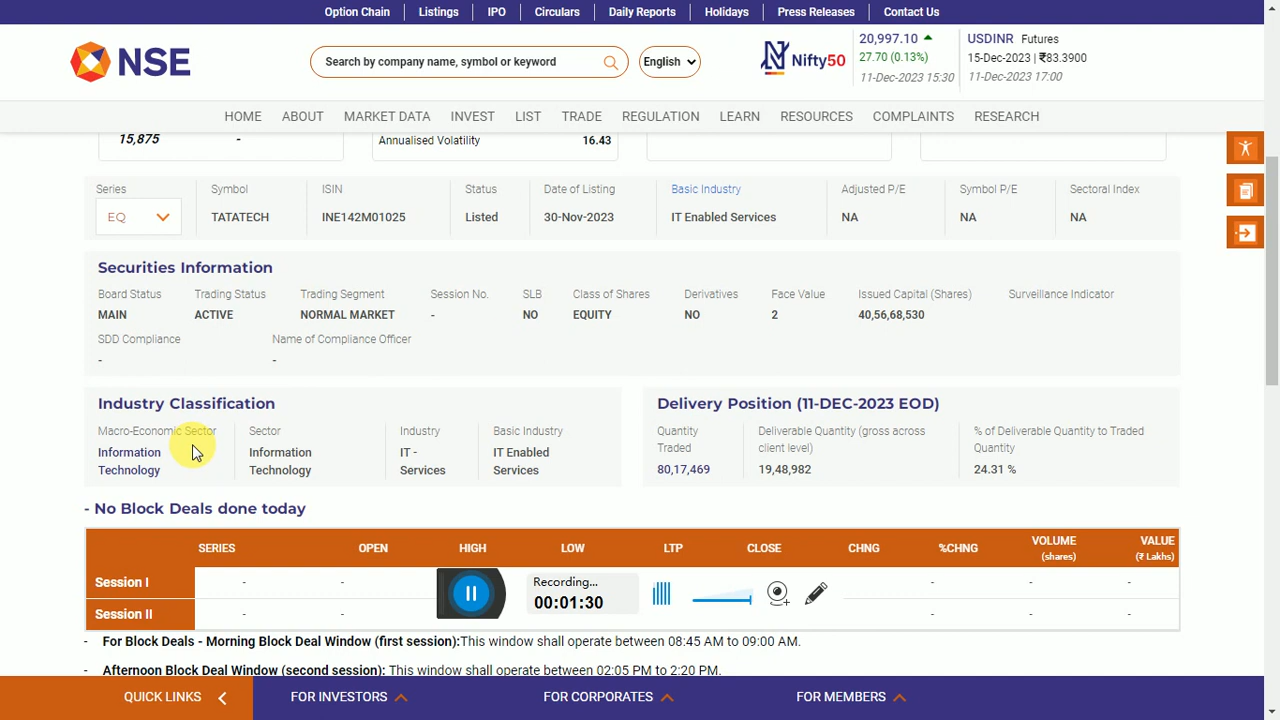 Option Chain Listings IPO Circulars Daily Reports Holidays Press Releases Contact Us
NSE
Search by company name, symbol or keyword
English
Nifty50
20,997.10
27.70 (0.13%)
11-Dec-2023 15:30
USDINR Futures
15-Dec-2023 | ₹83.3900
11-Dec-2023 17:00
HOME ABOUT MARKET DATA INVEST LIST TRADE REGULATION LEARN RESOURCES COMPLAINTS RESEARCH
15,875 - Annualised Volatility 16.43
Series Symbol ISIN Status Date of Listing Basic Industry Adjusted P/E Symbol P/E Sectoral Index
EQ TATATECH INE142M01025 Listed 30-Nov-2023 IT Enabled Services NA NA NA
Securities Information
Board Status Trading Status Trading Segment Session No. SLB Class of Shares Derivatives Face Value Issued Capital (Shares) Surveillance Indicator
MAIN ACTIVE NORMAL MARKET - NO EQUITY NO 2 40,56,68,530
SDD Compliance Name of Compliance Officer
- -
Industry Classification
Macro-Economic Sector Sector Industry Basic Industry
Information Information IT - IT Enabled
Technology Technology Services Services
Delivery Position (11-DEC-2023 EOD)
Quantity Deliverable Quantity (gross across % of Deliverable Quantity to Traded
Traded client level) Quantity
80,17,469 19,48,982 24.31 %
- No Block Deals done today
SERIES OPEN HIGH LOW LTP CLOSE CHNG %CHNG VOLUME (shares) VALUE (₹ Lakhs)
Session I - - - - -
Session II - - - - -
Recording...
00:01:30
- For Block Deals - Morning Block Deal Window (first session):This window shall operate between 08:45 AM to 09:00 AM.
- Afternoon Block Deal Window (second session): This window shall operate between 02:05 PM to 2:20 PM.
QUICK LINKS FOR INVESTORS FOR CORPORATES FOR MEMBERS